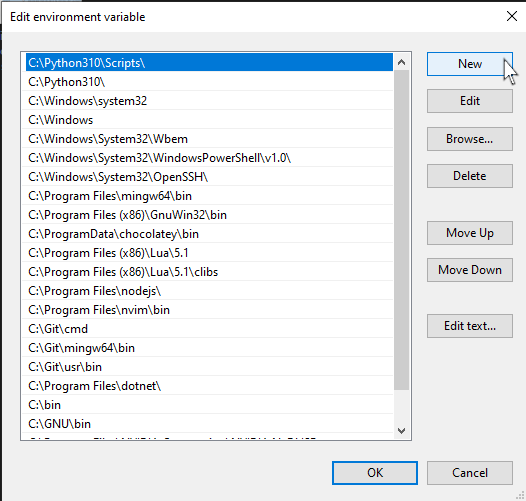 Edit environment variable
C:\Python310\Scripts\
C:\Python310\
C:\Windows\system32
C:\Windows
C:\Windows\System32\Wbem
C:\Windows\System32\WindowsPowerShell\v1.0\
C:\Windows\System32\OpenSSH\
C:\Program Files\mingw64\bin
C:\Program Files (x86)\GnuWin32\bin
C:\ProgramData\chocolatey\bin
C:\Program Files (x86)\Lua\5.1
C:\Program Files (x86)\Lua\5.1\clibs
C:\Program Files\nodejs\
C:\Program Files\nvim\bin
C:\Git\cmd
C:\Git\mingw64\bin
C:\Git\usr\bin
C:\Program Files\dotnet\
C:\bin
C:\GNU\bin
New
Edit
Browse...
Delete
Move Up
Move Down
Edit text...
OK
Cancel